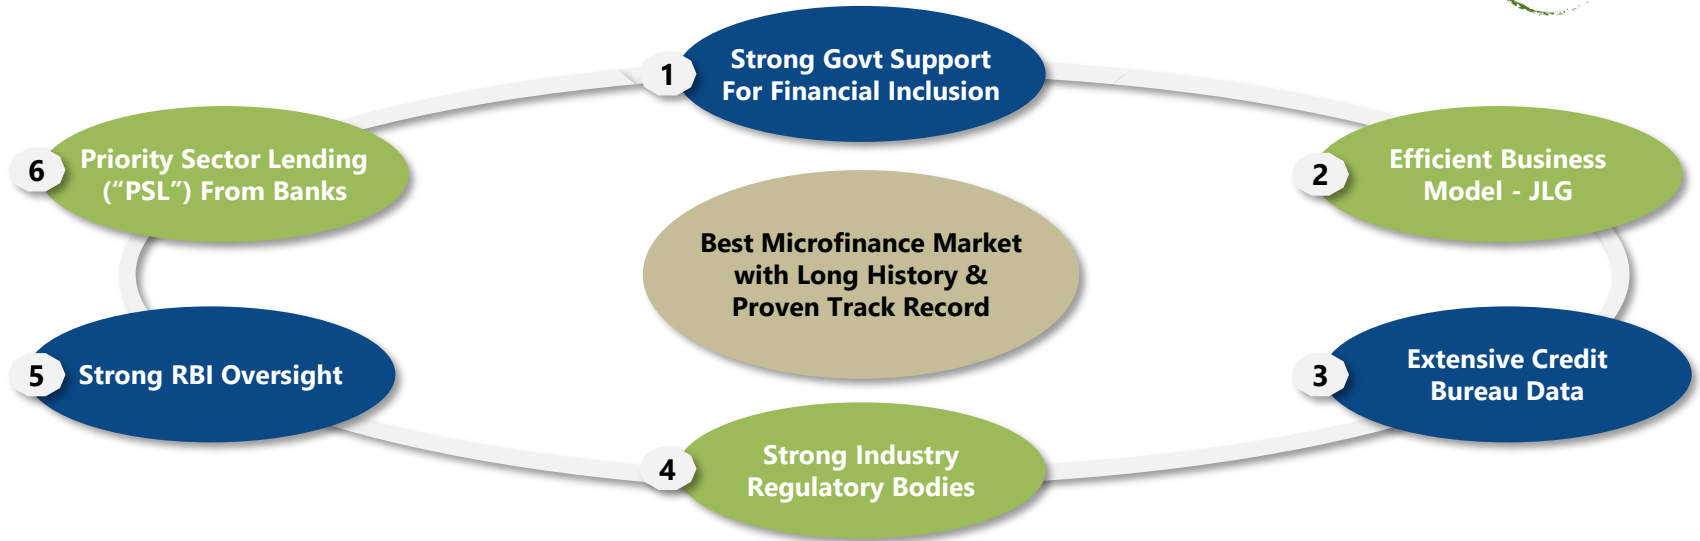 1
Strong Govt Support
For Financial Inclusion
2
Efficient Business
Model - JLG
3
Extensive Credit
Bureau Data
4
Strong Industry
Regulatory Bodies
5
Strong RBI Oversight
6
Priority Sector Lending
(“PSL”) From Banks
Best Microfinance Market
with Long History &
Proven Track Record